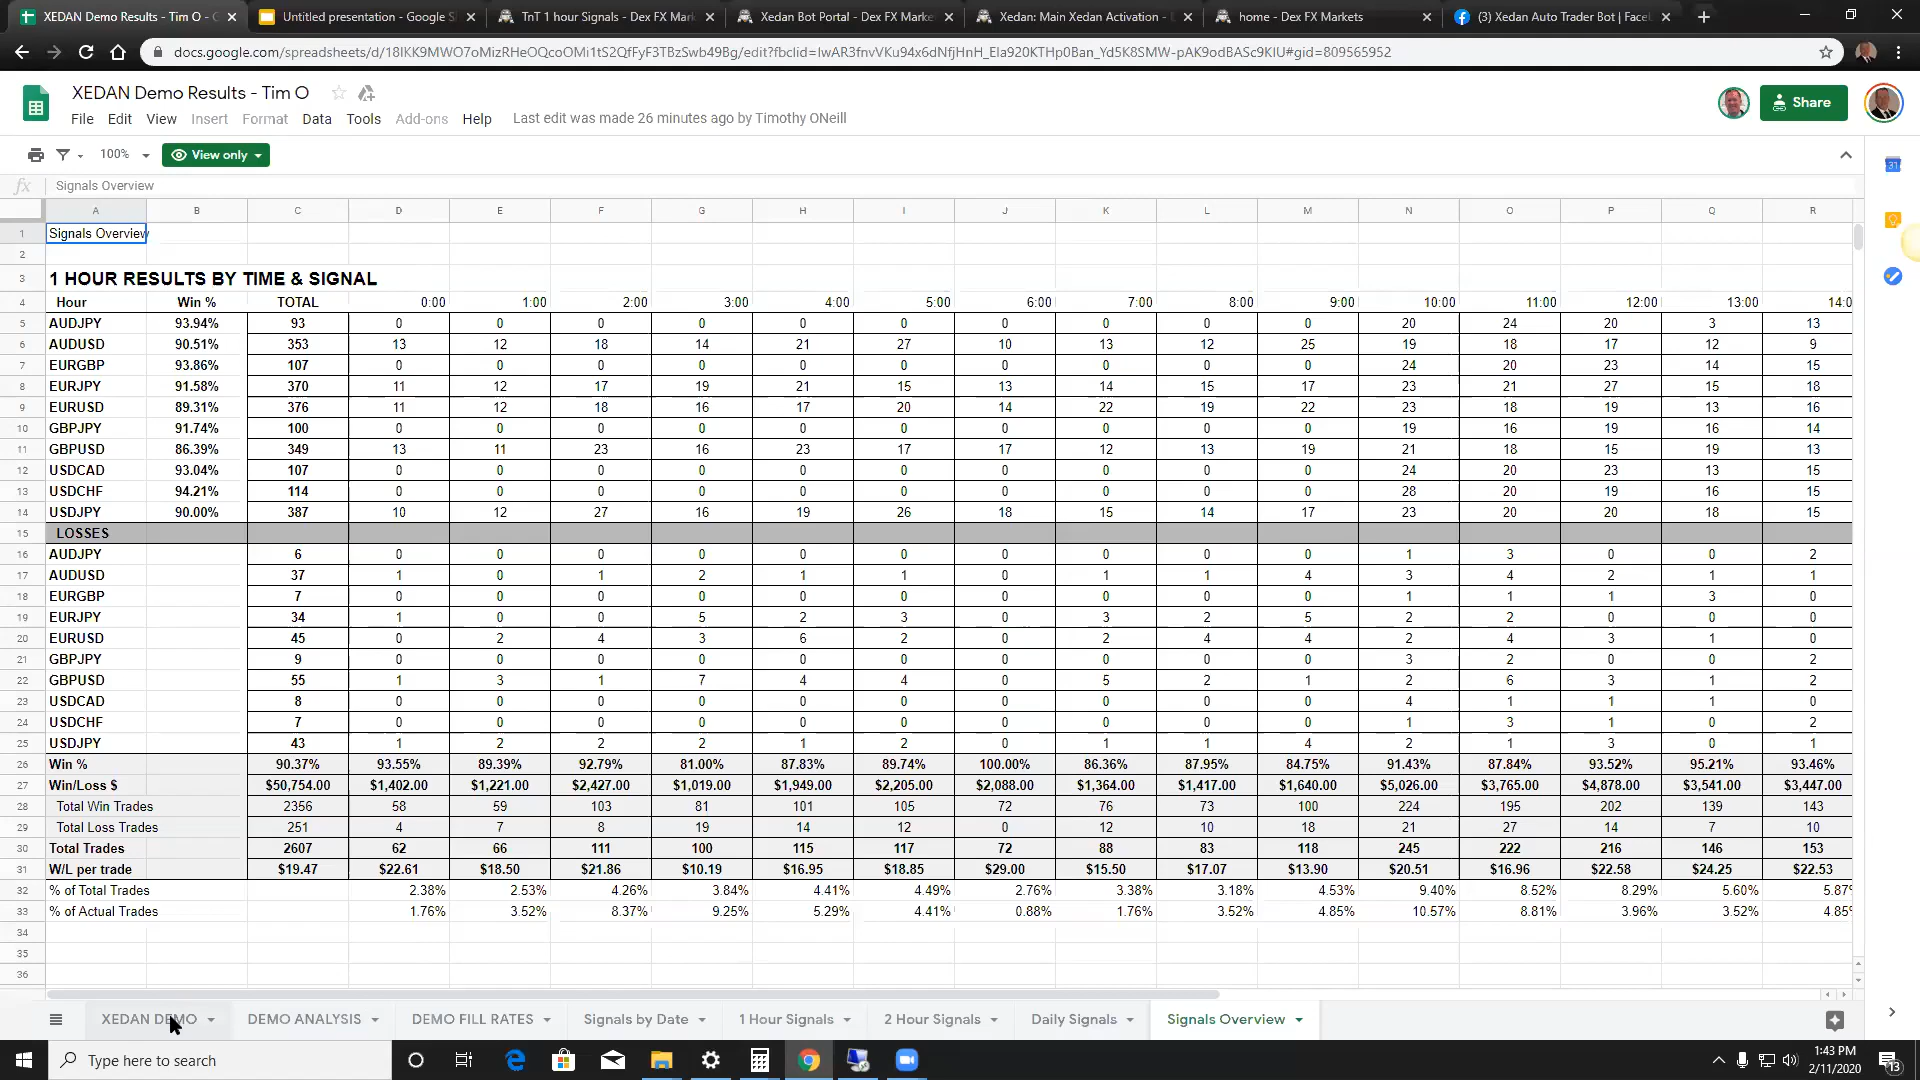 XEDAN Demo Results - Tim O - G
Untitled presentation - Google S
TnT 1 hour Signals - Dex FX Mark
Xedan Bot Portal - Dex FX Marke
Xedan: Main Xedan Activation -
home - Dex FX Markets
(3) Xedan Auto Trader Bot | Face
XEDAN Demo Results - Tim O
Share
File Edit View Insert Format Data Tools Add-ons Help Last edit was made 26 minutes ago by Timothy ONeill
100% View only
fx Signals Overview
A B C D E F G H I J K L M N O P Q R
1 Signals Overview
2
3 1 HOUR RESULTS BY TIME & SIGNAL
4 Hour Win % TOTAL 0:00 1:00 2:00 3:00 4:00 5:00 6:00 7:00 8:00 9:00 10:00 11:00 12:00 13:00 14:0
5 AUDJPY 93.94% 93 0 0 0 0 0 0 0 0 0 0 20 24 20 3 13
6 AUDUSD 90.51% 353 13 12 18 14 21 27 10 13 12 25 19 18 17 12 9
7 EURGBP 93.86% 107 0 0 0 0 0 0 0 0 0 0 24 20 23 14 15
8 EURJPY 91.58% 370 11 12 17 19 21 15 13 14 15 17 23 21 27 15 18
9 EURUSD 89.31% 376 11 12 18 16 17 20 14 22 19 22 23 18 19 13 16
10 GBPJPY 91.74% 100 0 0 0 0 0 0 0 0 0 0 19 16 19 16 14
11 GBPUSD 86.39% 349 13 11 23 16 23 17 17 12 13 19 21 18 15 19 13
12 USDCAD 93.04% 107 0 0 0 0 0 0 0 0 0 0 24 20 23 13 15
13 USDCHF 94.21% 114 0 0 0 0 0 0 0 0 0 0 28 20 19 16 15
14 USDJPY 90.00% 387 10 12 27 16 19 26 18 15 14 17 23 20 20 18 15
15 LOSSES
16 AUDJPY 6 0 0 0 0 0 0 0 0 0 0 1 3 0 0 2
17 AUDUSD 37 1 0 1 2 1 1 0 1 1 4 3 4 2 1 1
18 EURGBP 7 0 0 0 0 0 0 0 0 0 0 1 1 1 3 0
19 EURJPY 34 1 0 0 5 2 3 0 3 2 5 2 2 0 0 0
20 EURUSD 45 0 2 4 3 6 2 0 2 4 4 2 4 3 1 0
21 GBPJPY 9 0 0 0 0 0 0 0 0 0 0 3 2 0 0 2
22 GBPUSD 55 1 3 1 7 4 4 0 5 2 1 2 6 3 1 2
23 USDCAD 8 0 0 0 0 0 0 0 0 0 0 4 1 1 1 0
24 USDCHF 7 0 0 0 0 0 0 0 0 0 0 1 3 1 0 2
25 USDJPY 43 1 2 2 2 1 2 0 1 1 4 2 1 3 0 1
26 Win % 90.37% 93.55% 89.39% 92.79% 81.00% 87.83% 89.74% 100.00% 86.36% 87.95% 84.75% 91.43% 87.84% 93.52% 95.21% 93.46%
27 Win/Loss $ $50,754.00 $1,402.00 $1,221.00 $2,427.00 $1,019.00 $1,949.00 $2,205.00 $2,088.00 $1,364.00 $1,417.00 $1,640.00 $5,026.00 $3,765.00 $4,878.00 $3,541.00 $3,447.00
28 Total Win Trades 2356 58 59 103 81 101 105 72 76 73 100 224 195 202 139 143
29 Total Loss Trades 251 4 7 8 19 14 12 0 12 10 18 21 27 14 7 10
30 Total Trades 2607 62 66 111 100 115 117 72 88 83 118 245 222 216 146 153
31 W/L per trade $19.47 $22.61 $18.50 $21.86 $10.19 $16.95 $18.85 $29.00 $15.50 $17.07 $13.90 $20.51 $16.96 $22.58 $24.25 $22.53
32 % of Total Trades 2.38% 2.53% 4.26% 3.84% 4.41% 4.49% 2.76% 3.38% 3.18% 4.53% 9.40% 8.52% 8.29% 5.60% 5.87%
33 % of Actual Trades 1.76% 3.52% 8.37% 9.25% 5.29% 4.41% 0.88% 1.76% 3.52% 4.85% 10.57% 8.81% 3.96% 3.52% 4.85%
34
35
36
XEDAN DEMO DEMO ANALYSIS DEMO FILL RATES Signals by Date 1 Hour Signals 2 Hour Signals Daily Signals Signals Overview
Type here to search
1:43 PM
2/11/2020
13